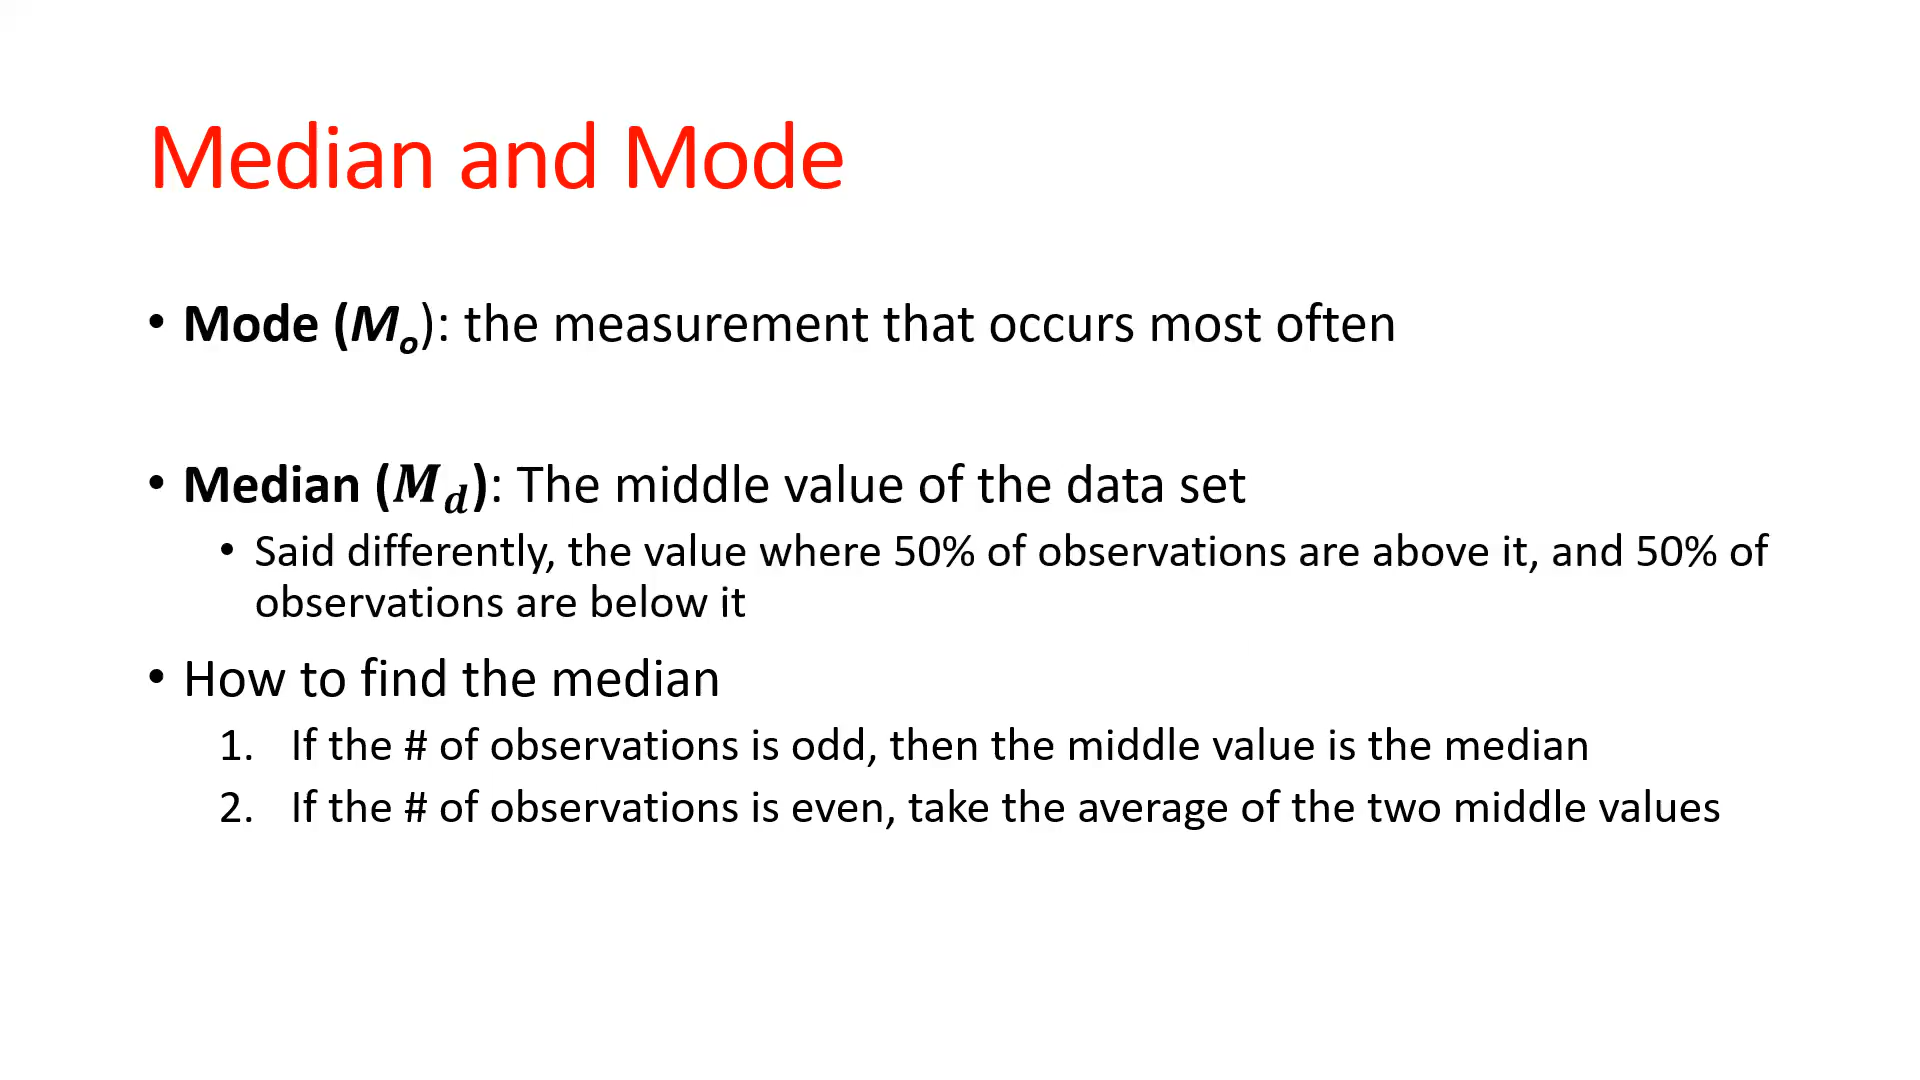 Median and Mode
• Mode (Mo): the measurement that occurs most often
• Median (Md): The middle value of the data set
• Said differently, the value where 50% of observations are above it, and 50% of
observations are below it
• How to find the median
1. If the # of observations is odd, then the middle value is the median
2. If the # of observations is even, take the average of the two middle values